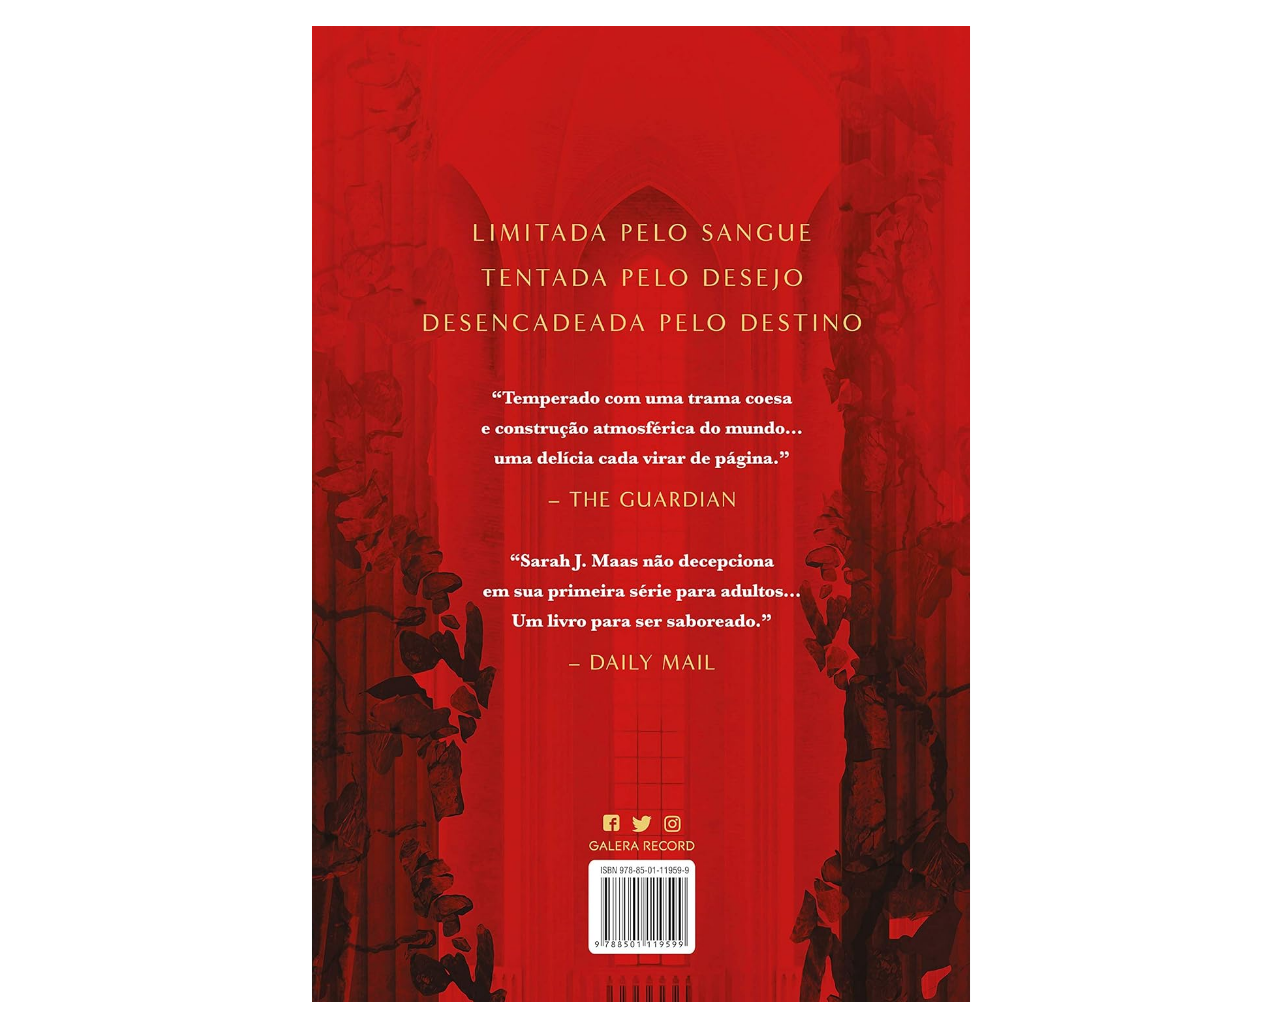 LIMITADA PELO SANGUE
TENTADA PELO DESEJO
DESENCADEADA PELO DESTINO
“Temperado com uma trama coesa
e construção atmosférica do mundo...
uma delícia cada virar de página.”
– THE GUARDIAN
“Sarah J. Maas não decepciona
em sua primeira série para adultos...
Um livro para ser saboreado.”
– DAILY MAIL
GALERA RECORD
ISBN 978-85-01-11959-9
9 788501 119599